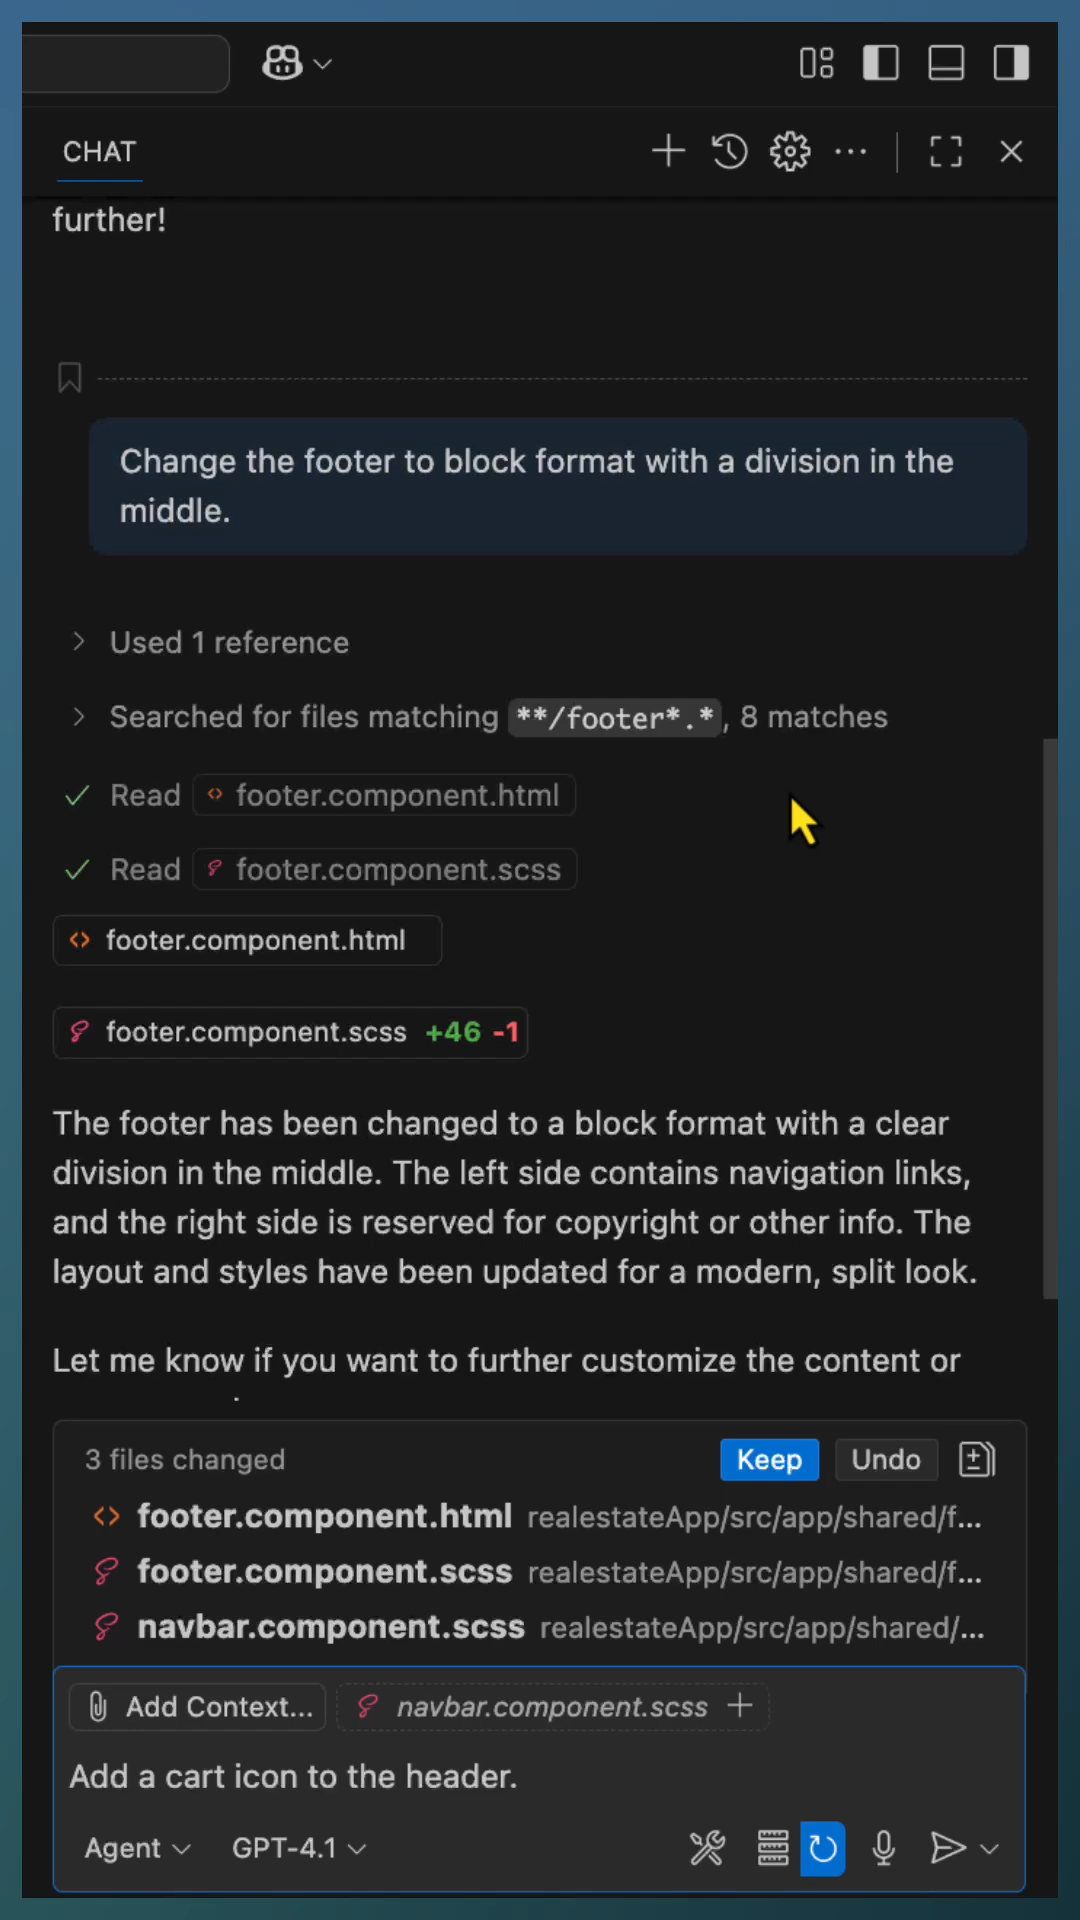 CHAT
further!
Change the footer to block format with a division in the
middle.
Used 1 reference
Searched for files matching **/footer*.*, 8 matches
Read footer.component.html
Read footer.component.scss
footer.component.html
footer.component.scss +46 -1
The footer has been changed to a block format with a clear
division in the middle. The left side contains navigation links,
and the right side is reserved for copyright or other info. The
layout and styles have been updated for a modern, split look.
Let me know if you want to further customize the content or
3 files changed Keep Undo
footer.component.html realestateApp/src/app/shared/f...
footer.component.scss realestateApp/src/app/shared/f...
navbar.component.scss realestateApp/src/app/shared/...
Add Context... navbar.component.scss
Add a cart icon to the header.
Agent GPT-4.1